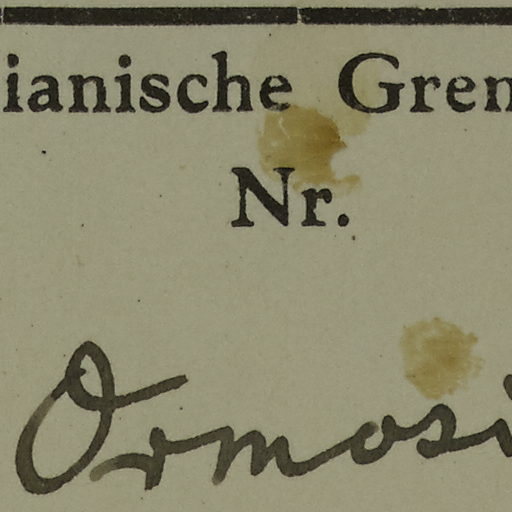 ianische Gren
Nr.
Ormosi